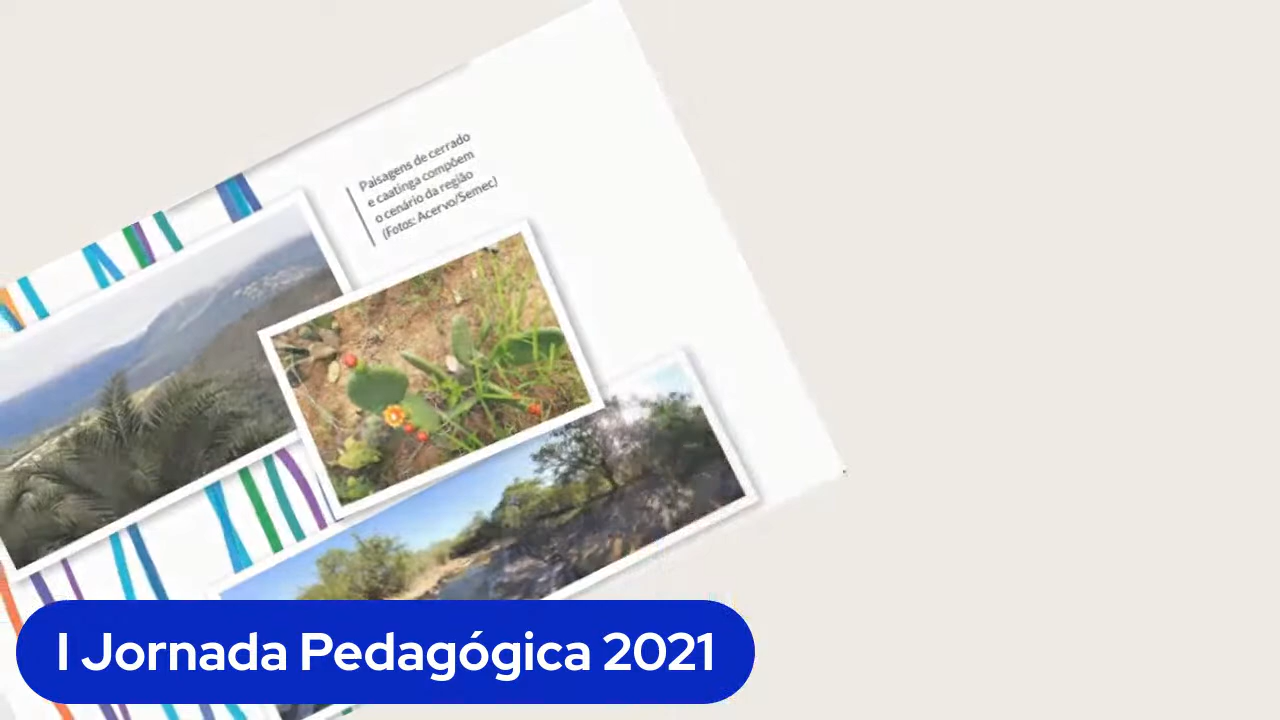 Paisagens de cerrado
e caatinga compõem
o cenário da região
(Fotos: Acervo/Semec)
I Jornada Pedagógica 2021